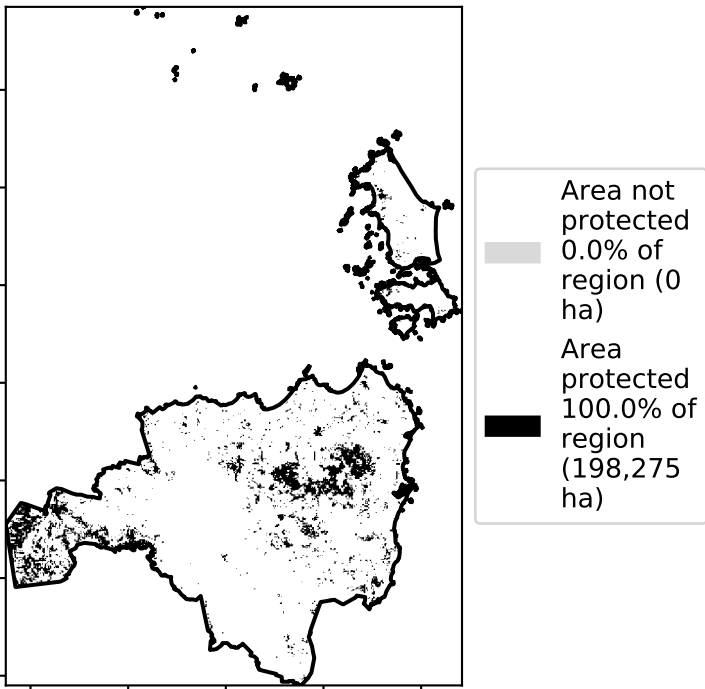 Area not
protected
0.0% of
region (0
ha)
Area
protected
100.0% of
region
(198,275
ha)